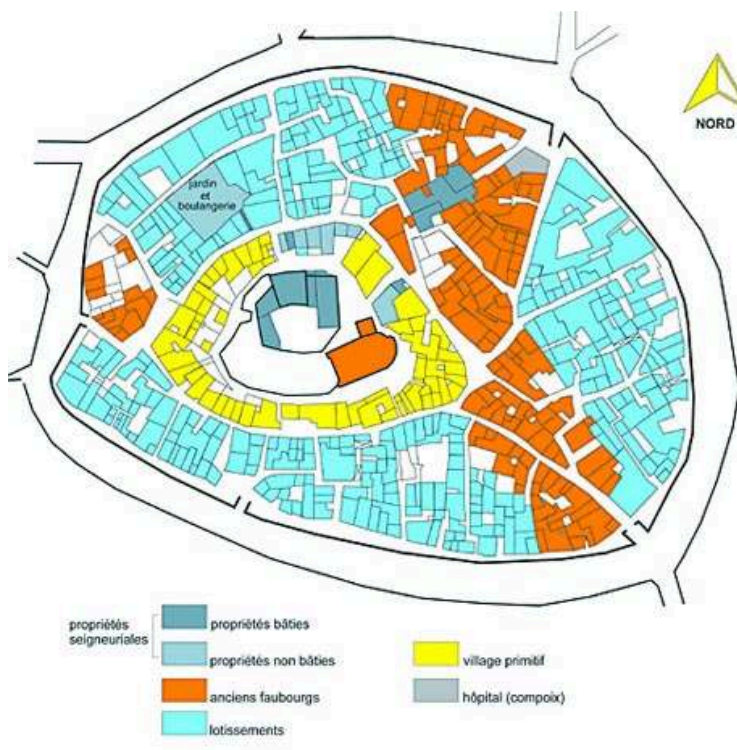 NORD
jardin
et
boulangerie
propriétés
seigneuriales
propriétés bâties
propriétés non bâties
anciens faubourgs
lotissements
village primitif
hôpital (compoix)